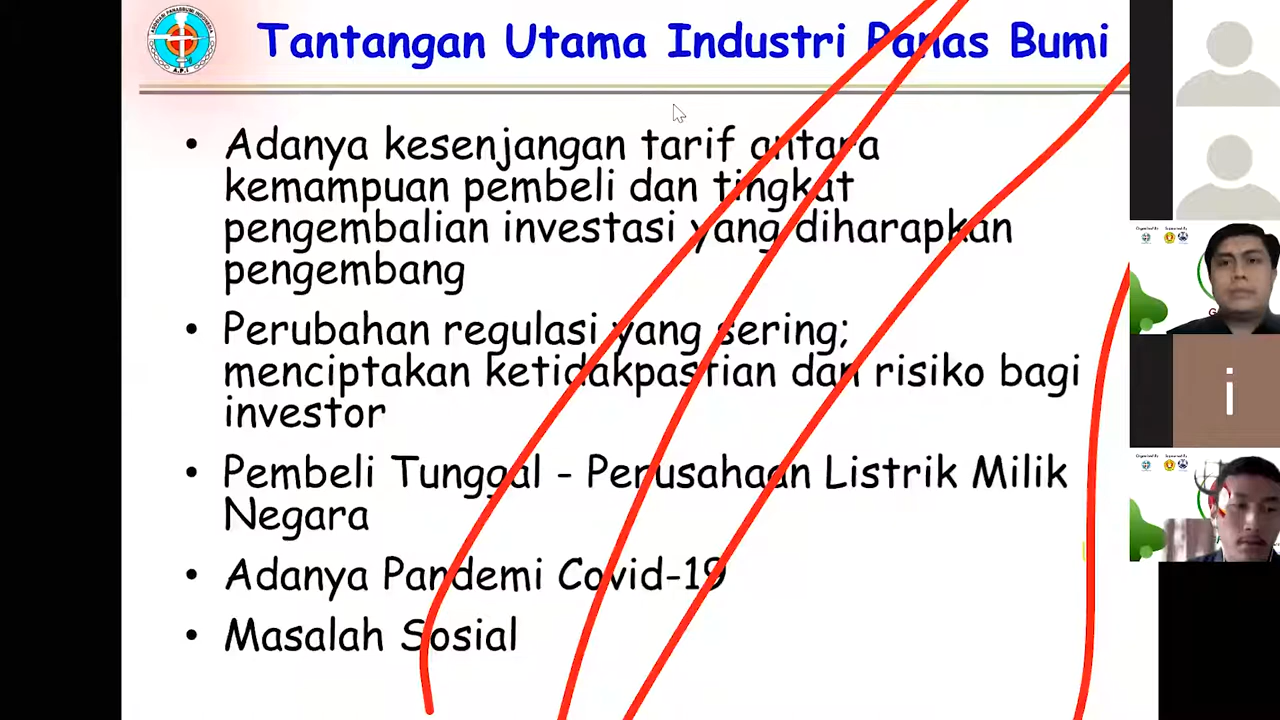 Tantangan Utama Industri Panas Bumi
• Adanya kesenjangan tarif antara
kemampuan pembeli dan tingkat
pengembalian investasi yang diharapkan
pengembang
• Perubahan regulasi yang sering;
menciptakan ketidakpastian dan risiko bagi
investor
• Pembeli Tunggal - Perusahaan Listrik Milik
Negara
• Adanya Pandemi Covid-19
• Masalah Sosial
i